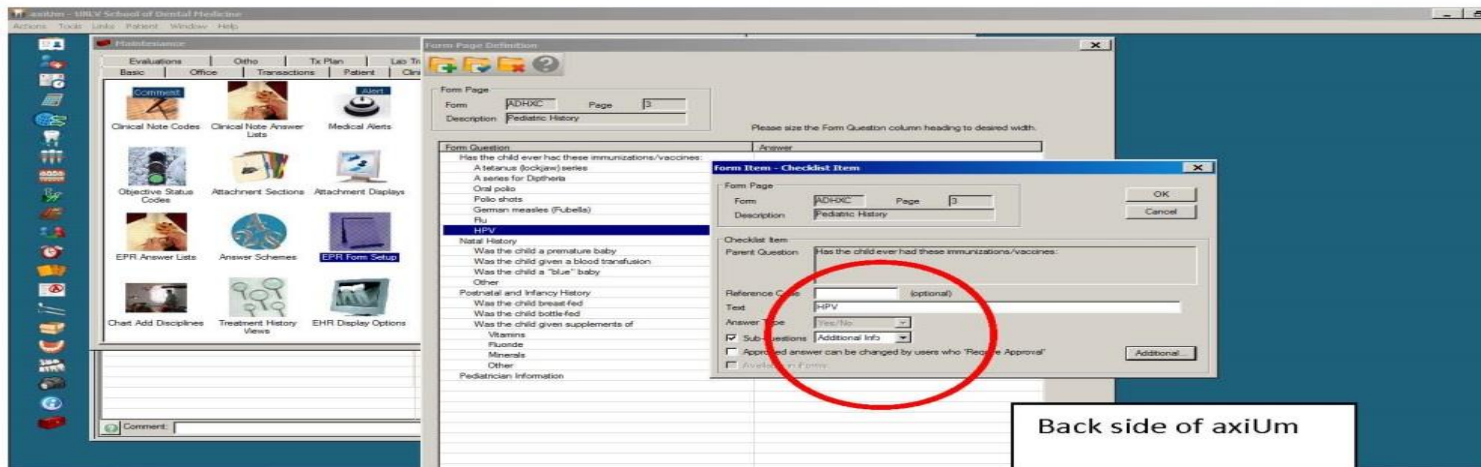 axiUm - UNLV School of Dental Medicine
Actions Tools Links Patient Window Help
Maintenance
Evaluations Ortho Tx Plan Lab Tr
Basic Office Transactions Patient Clini
Comment
Alert
Clinical Note Codes Clinical Note Answer Lists Medical Alerts
Objective Status Codes Attachment Sections Attachment Displays
EPR Answer Lists Answer Schemes EPR Form Setup
Chart Add Disciplines Treatment History Views EHR Display Options
Comment:
Form Page Definition
Form Page
Form ADHXC Page 3
Description Pediatric History
Please size the Form Question column heading to desired width.
Form Question Answer
Has the child ever had these immunizations/vaccines:
A tetanus (lockjaw) series
A series for Diptheria
Oral polio
Polio shots
German measles (Rubella)
Flu
HPV
Natal History
Was the child a premature baby
Was the child given a blood transfusion
Was the child a "blue" baby
Other
Postnatal and Infancy History
Was the child breast-fed
Was the child bottle-fed
Was the child given supplements of
Vitamins
Fluoride
Minerals
Other
Pediatrician Information
Form Item - Checklist Item
Form Page
Form ADHXC Page 3
Description Pediatric History
OK
Cancel
Checklist Item
Parent Question Has the child ever had these immunizations/vaccines:
Reference Code (optional)
Text HPV
Answer Type Yes/No
Sub-Questions Additional Info
Approved answer can be changed by users who "Require Approval"
Additional...
Back side of axiUm